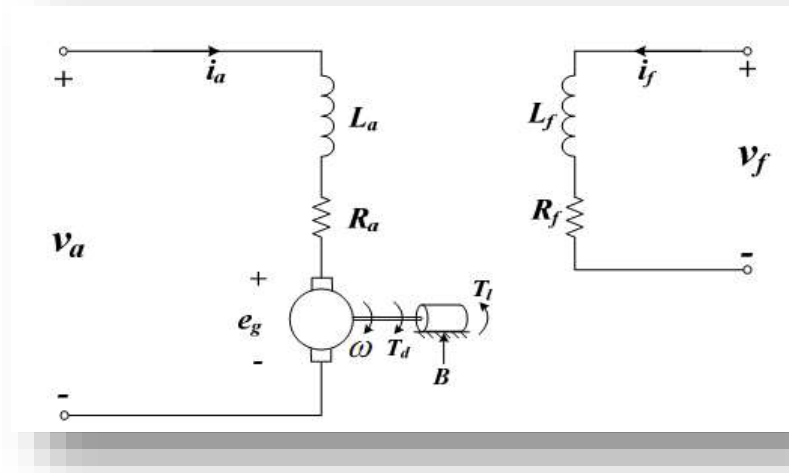 + i_a i_f +
L_a L_f
v_f
R_a R_f
v_a
-
+ T_l
e_g
ω T_d
- B
-